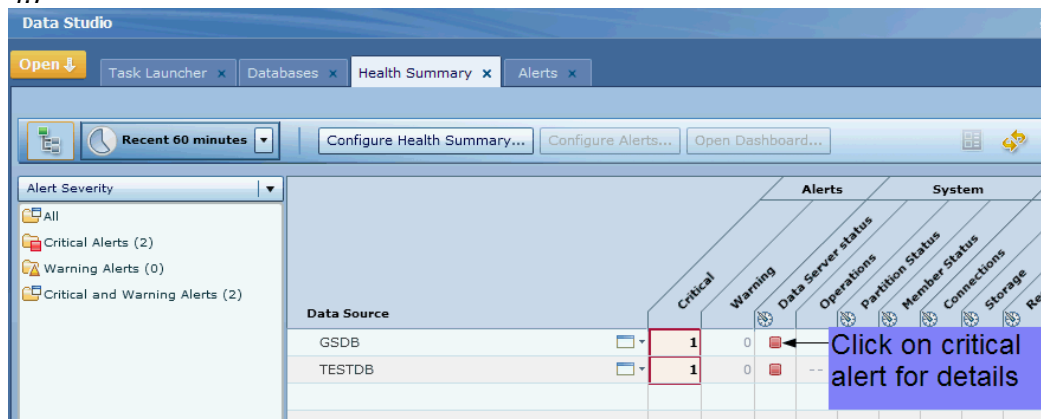 Data Studio
Open
Task Launcher x Databases x Health Summary x Alerts x
Recent 60 minutes
Configure Health Summary... Configure Alerts... Open Dashboard...
Alert Severity
All
Critical Alerts (2)
Warning Alerts (0)
Critical and Warning Alerts (2)
Alerts System
Data Source
Critical
Warning
Data Server status
Operations
Partition Status
Member Status
Connections
Storage
GSDB 1 0
TESTDB 1 0 --
Click on critical
alert for details